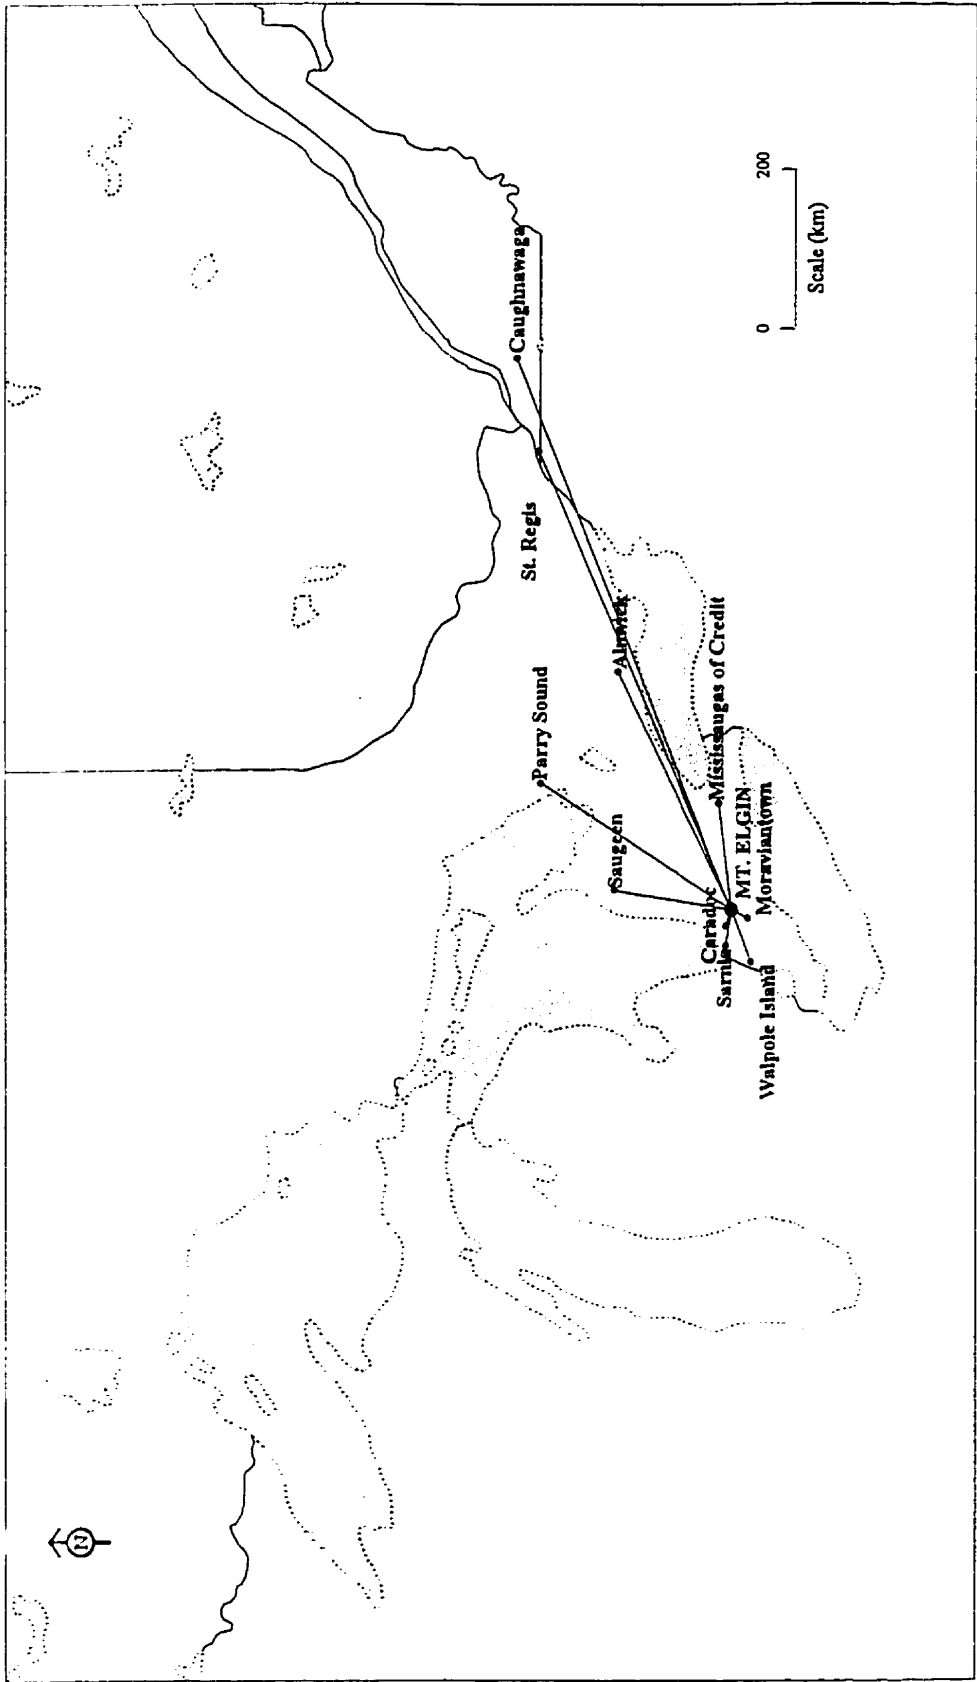 N
Caughnawaga
St. Regis
Alnwick
Parry Sound
Mississaugas of Credit
Saugeen
MT. ELGIN
Moraviantown
Caradoc
Sarnia
Walpole Island
0 200
Scale (km)